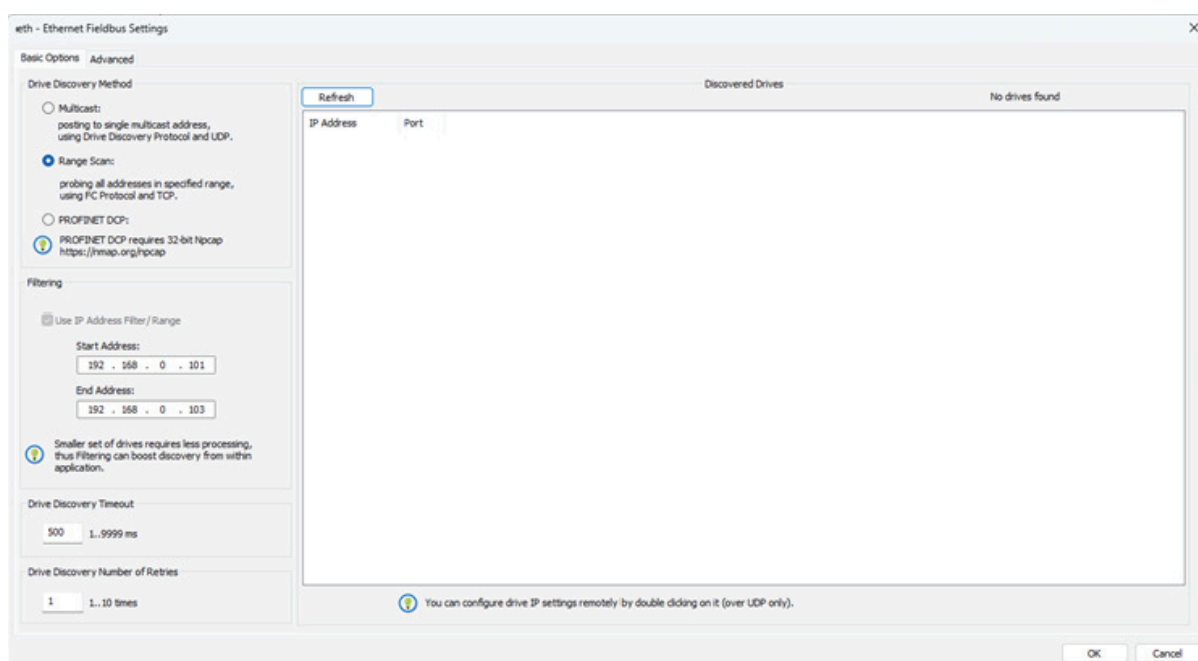 eth - Ethernet Fieldbus Settings
Basic Options Advanced
Drive Discovery Method
Multicast:
posting to single multicast address,
using Drive Discovery Protocol and UDP.
Range Scan:
probing all addresses in specified range,
using FC Protocol and TCP.
PROFINET DCP:
PROFINET DCP requires 32-bit Npcap
https://nmap.org/npcap
Filtering
Use IP Address Filter/Range
Start Address:
192 . 168 . 0 . 101
End Address:
192 . 168 . 0 . 103
Smaller set of drives requires less processing,
thus Filtering can boost discovery from within
application.
Drive Discovery Timeout
500 1..9999 ms
Drive Discovery Number of Retries
1 1..10 times
Discovered Drives
Refresh No drives found
IP Address Port
You can configure drive IP settings remotely by double clicking on it (over UDP only).
OK Cancel